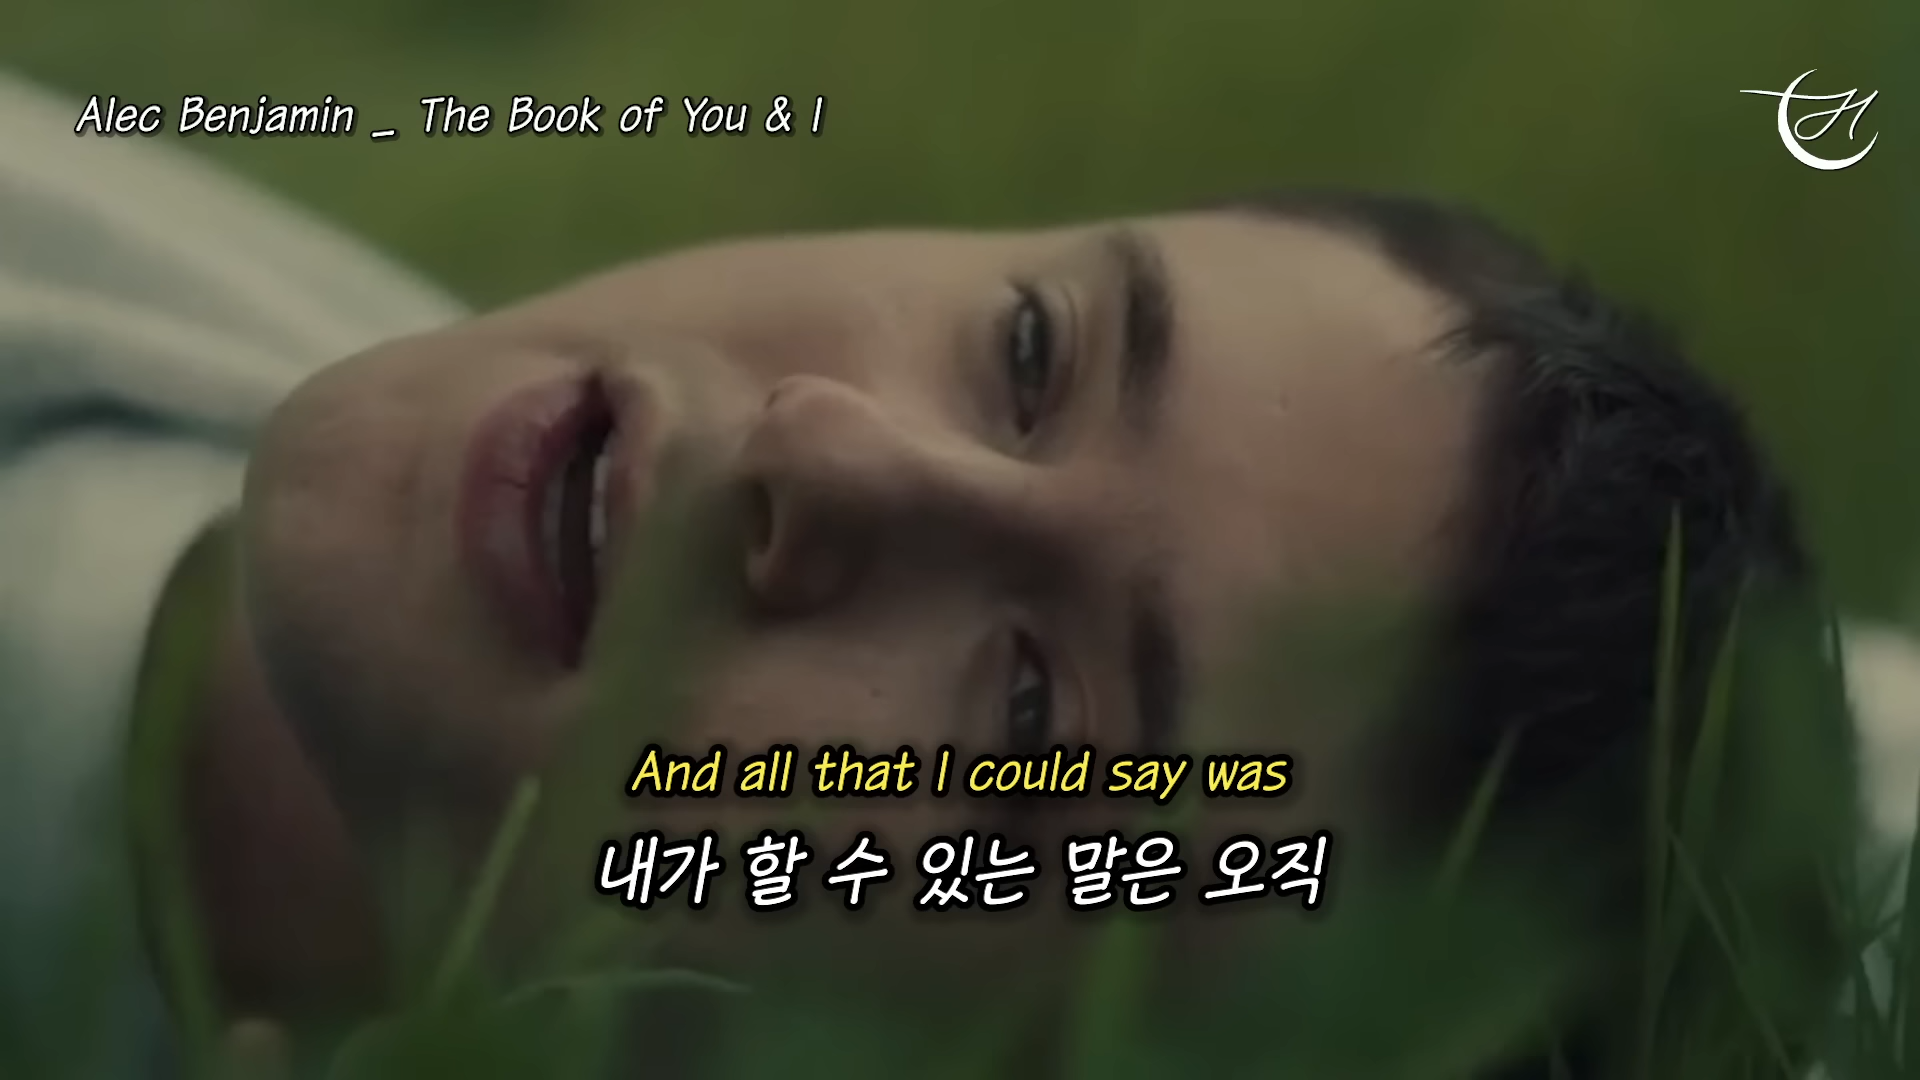 Alec Benjamin _ The Book of You & I
And all that I could say was
내가 할 수 있는 말은 오직